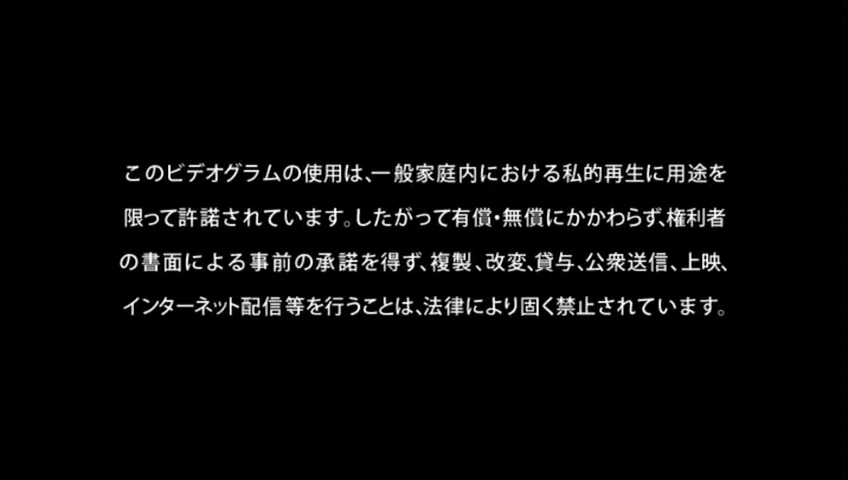 このビデオグラムの使用は、一般家庭内における私的再生に用途を
限って許諾されています。したがって有償・無償にかかわらず、権利者
の書面による事前の承諾を得ず、複製、改変、貸与、公衆送信、上映、
インターネット配信等を行うことは、法律により固く禁止されています。